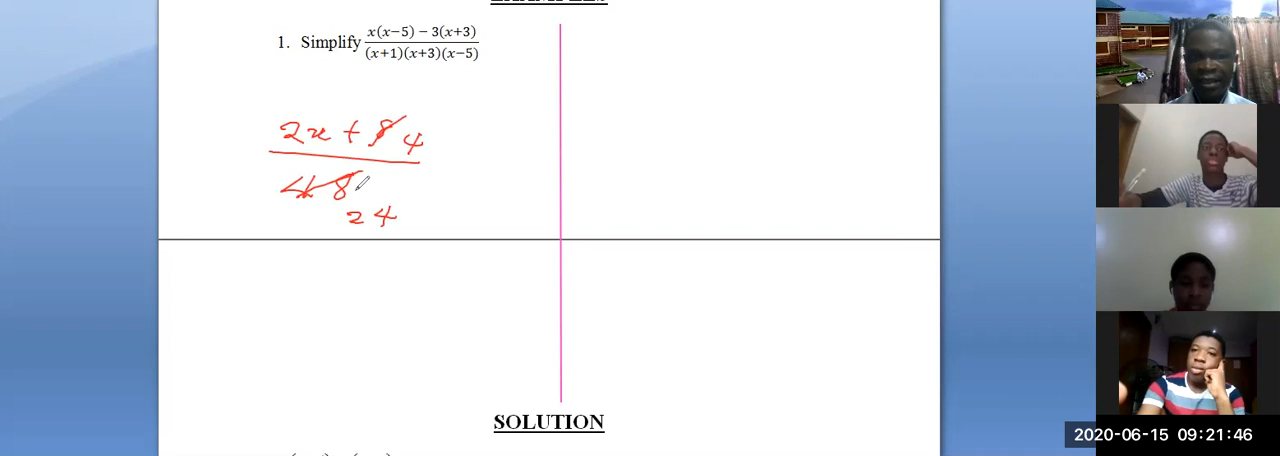 1. Simplify x(x−5) − 3(x+3) / (x+1)(x+3)(x−5)
2x + 8 4
48
24
SOLUTION
2020-06-15 09:21:46